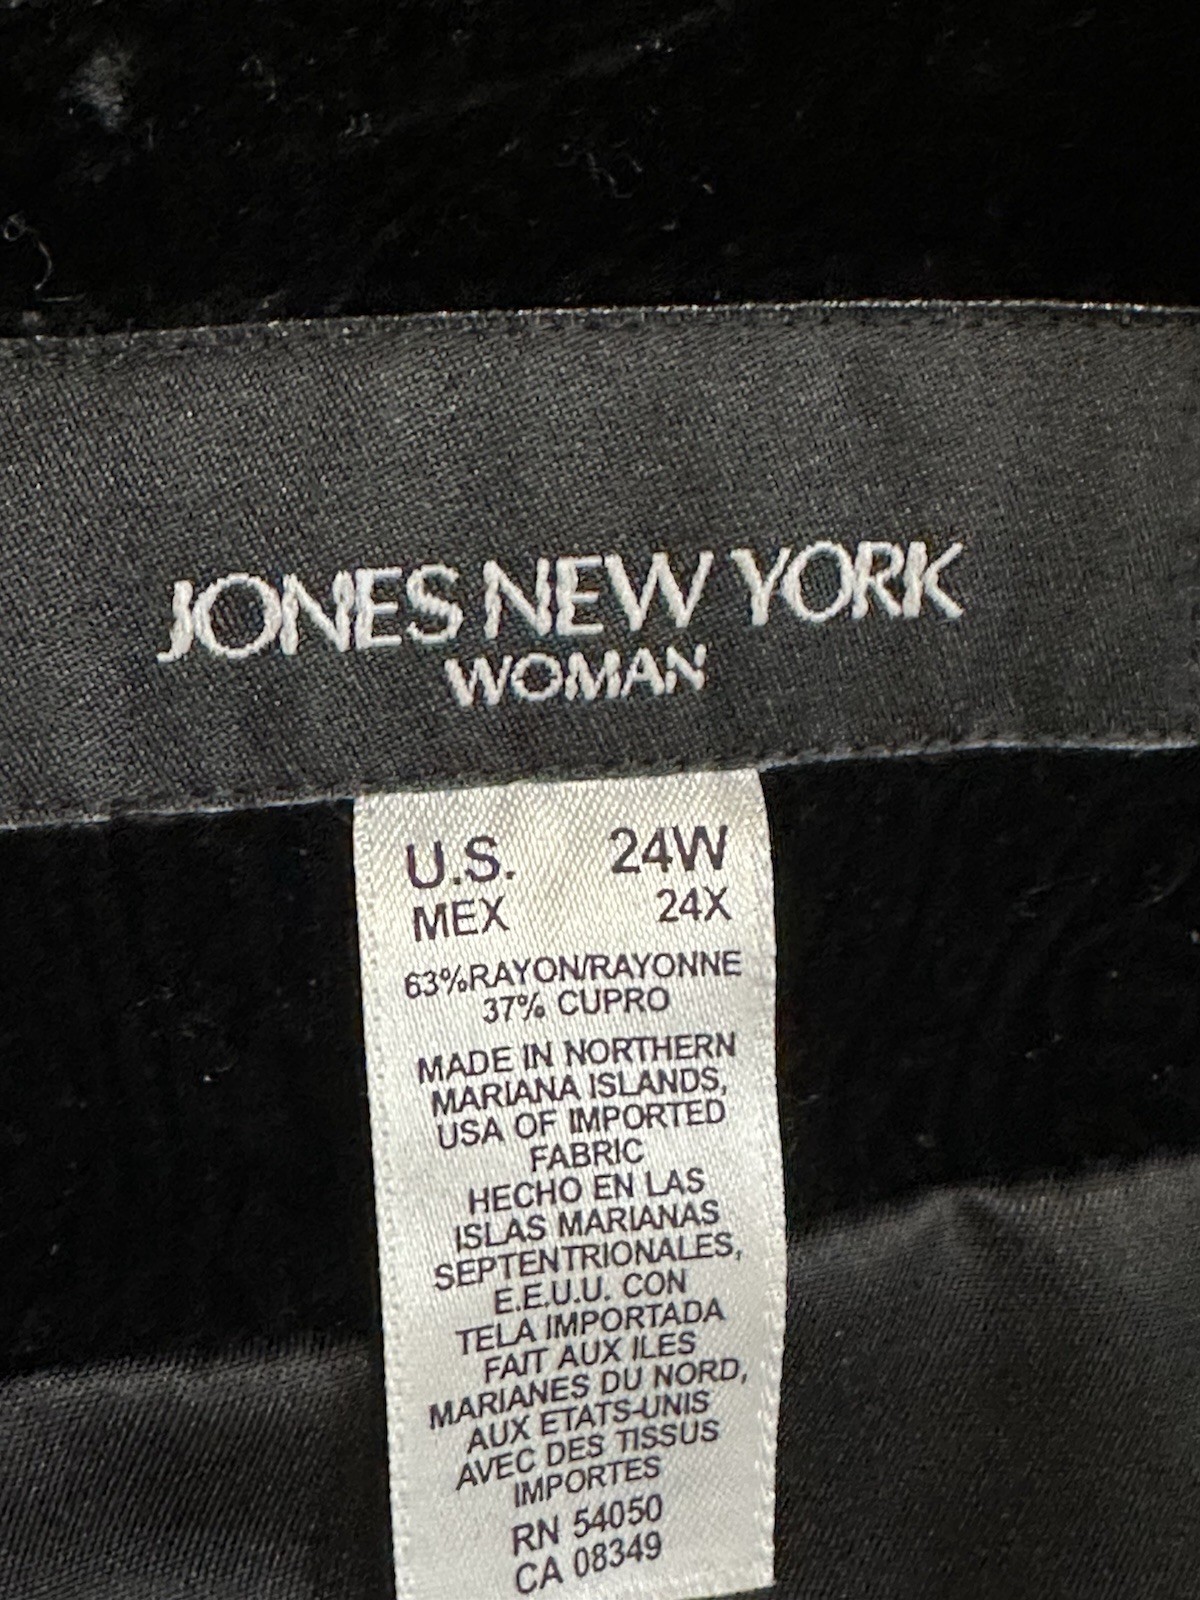 JONES NEW YORK
WOMAN
U.S. 24W
MEX 24X
63%RAYON/RAYONNE
37% CUPRO
MADE IN NORTHERN
MARIANA ISLANDS,
USA OF IMPORTED
FABRIC
HECHO EN LAS
ISLAS MARIANAS
SEPTENTRIONALES,
E.E.U.U. CON
TELA IMPORTADA
FAIT AUX ILES
MARIANES DU NORD,
AUX ETATS-UNIS
AVEC DES TISSUS
IMPORTES
RN 54050
CA 08349